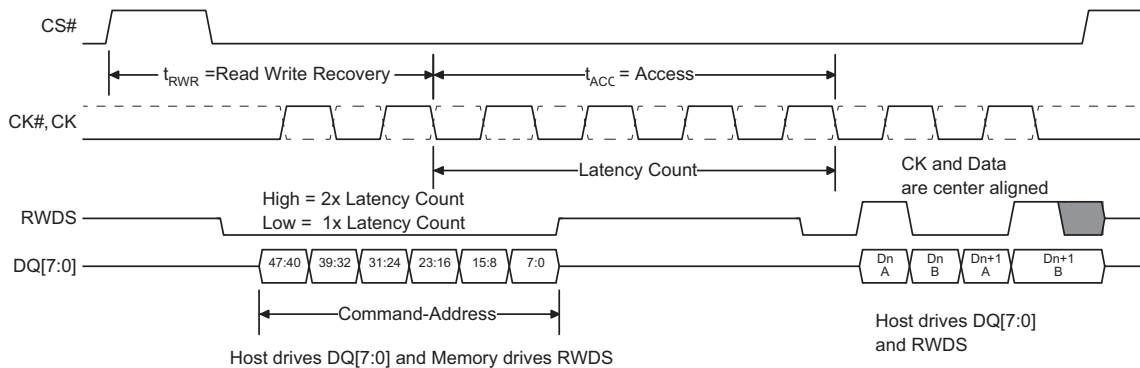 CS#
tRWR =Read Write Recovery
tACC = Access
CK#, CK
Latency Count
CK and Data
are center aligned
High = 2x Latency Count
Low = 1x Latency Count
RWDS
DQ[7:0]
47:40 39:32 31:24 23:16 15:8 7:0
Dn A Dn B Dn+1 A Dn+1 B
Command-Address
Host drives DQ[7:0]
and RWDS
Host drives DQ[7:0] and Memory drives RWDS